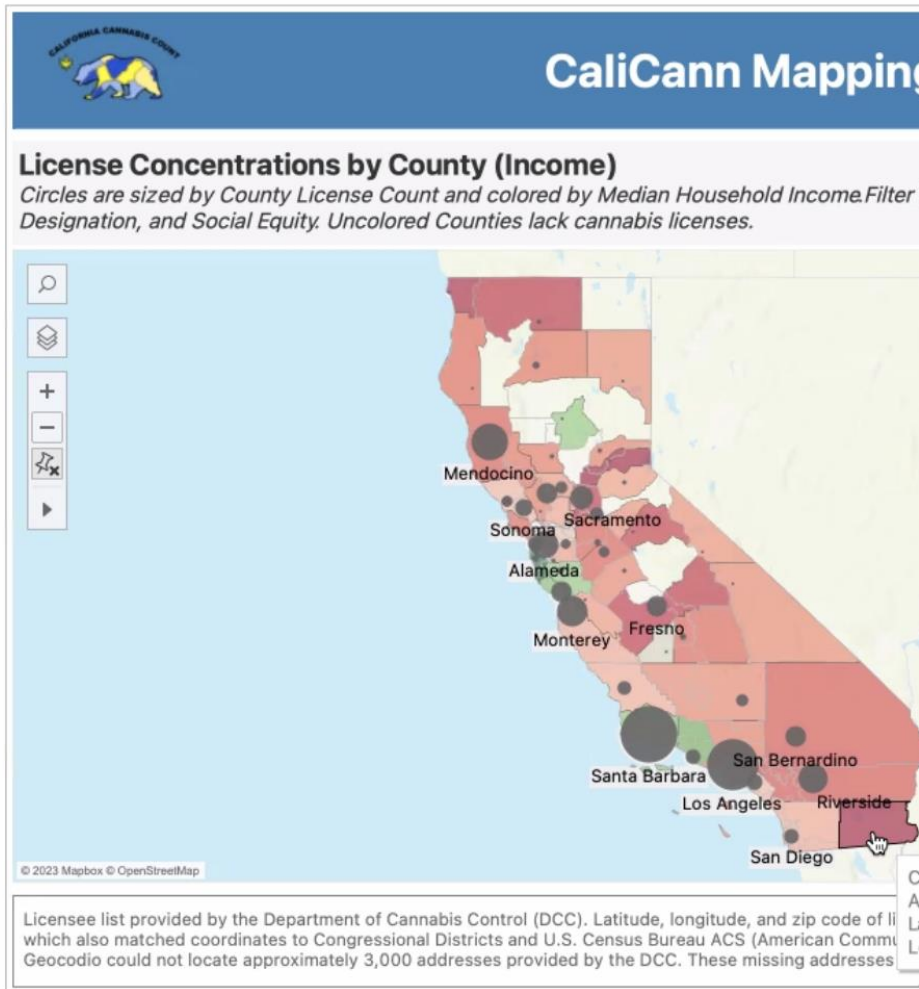 CALIFORNIA CANNABIS COUNT
CaliCann Mapping
License Concentrations by County (Income)
Circles are sized by County License Count and colored by Median Household Income.Filter
Designation, and Social Equity. Uncolored Counties lack cannabis licenses.
Mendocino
Sacramento
Sonoma
Alameda
Fresno
Monterey
San Bernardino
Santa Barbara
Los Angeles
Riverside
San Diego
© 2023 Mapbox © OpenStreetMap
Licensee list provided by the Department of Cannabis Control (DCC). Latitude, longitude, and zip code of li
which also matched coordinates to Congressional Districts and U.S. Census Bureau ACS (American Commu
Geocodio could not locate approximately 3,000 addresses provided by the DCC. These missing addresses